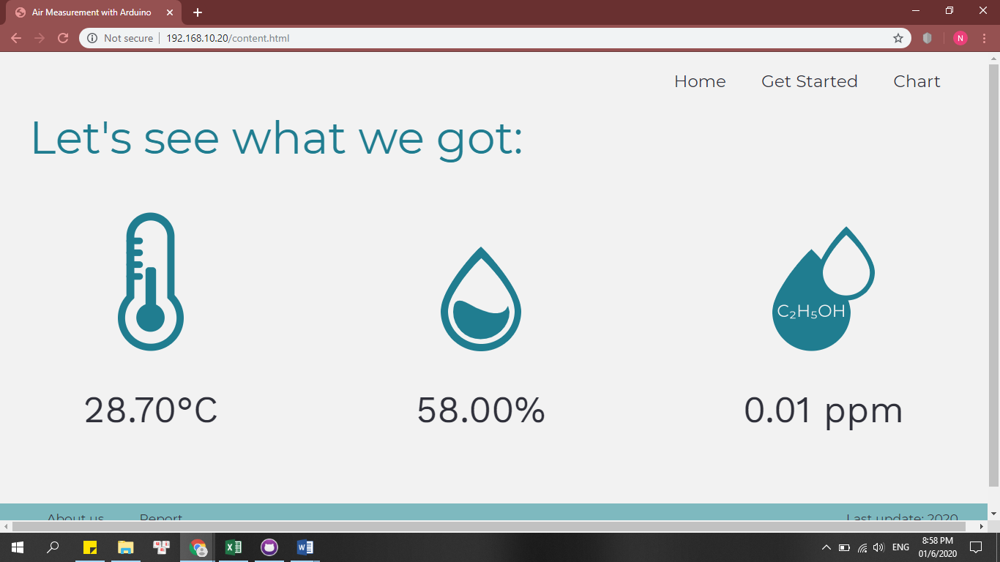 Air Measurement with Arduino
Not secure 192.168.10.20/content.html
N
Home Get Started Chart
Let's see what we got:
C₂H₅OH
28.70°C 58.00% 0.01 ppm
About us Report Last update: 2020
ENG 8:58 PM
01/6/2020